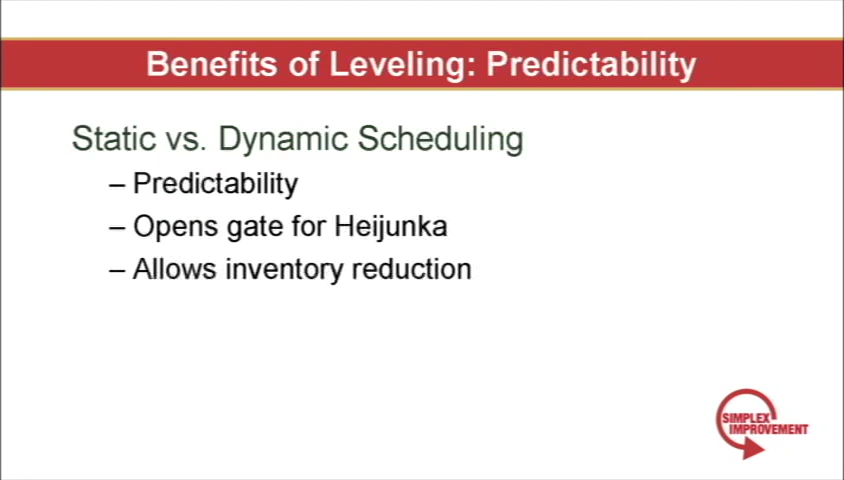 Benefits of Leveling: Predictability
Static vs. Dynamic Scheduling
– Predictability
– Opens gate for Heijunka
– Allows inventory reduction
SIMPLEX
IMPROVEMENT